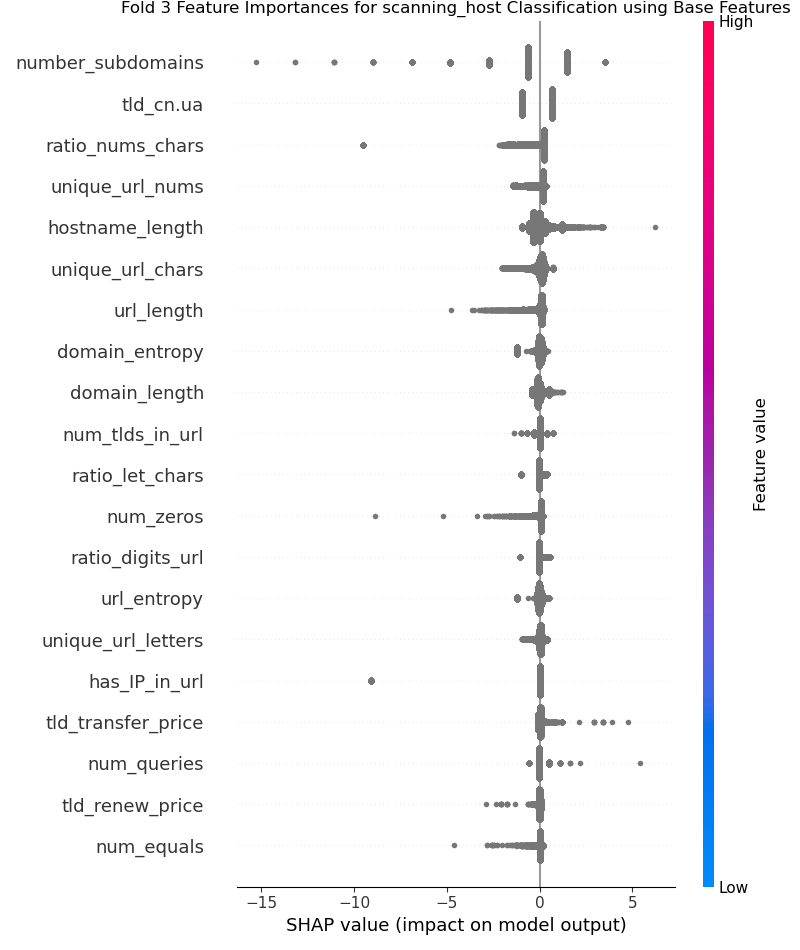 Fold 3 Feature Importances for scanning_host Classification using Base Features
High
number_subdomains
tld_cn.ua
ratio_nums_chars
unique_url_nums
hostname_length
unique_url_chars
url_length
domain_entropy
domain_length
num_tlds_in_url
ratio_let_chars
num_zeros
ratio_digits_url
url_entropy
unique_url_letters
has_IP_in_url
tld_transfer_price
num_queries
tld_renew_price
num_equals
Feature value
Low
−15 −10 −5 0 5
SHAP value (impact on model output)